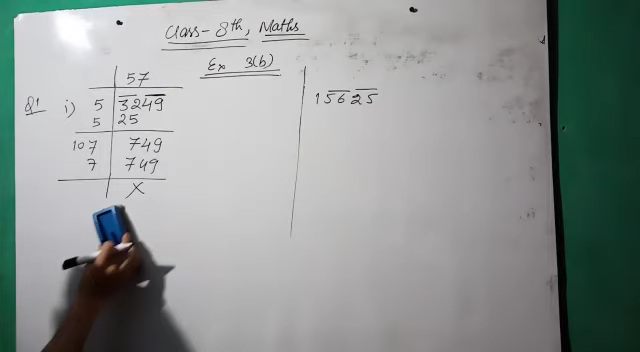 Class- 8th, Maths
Ex 3(b)
57
Q1 i) 5 3249
5 25
107 749
7 749
X
15625